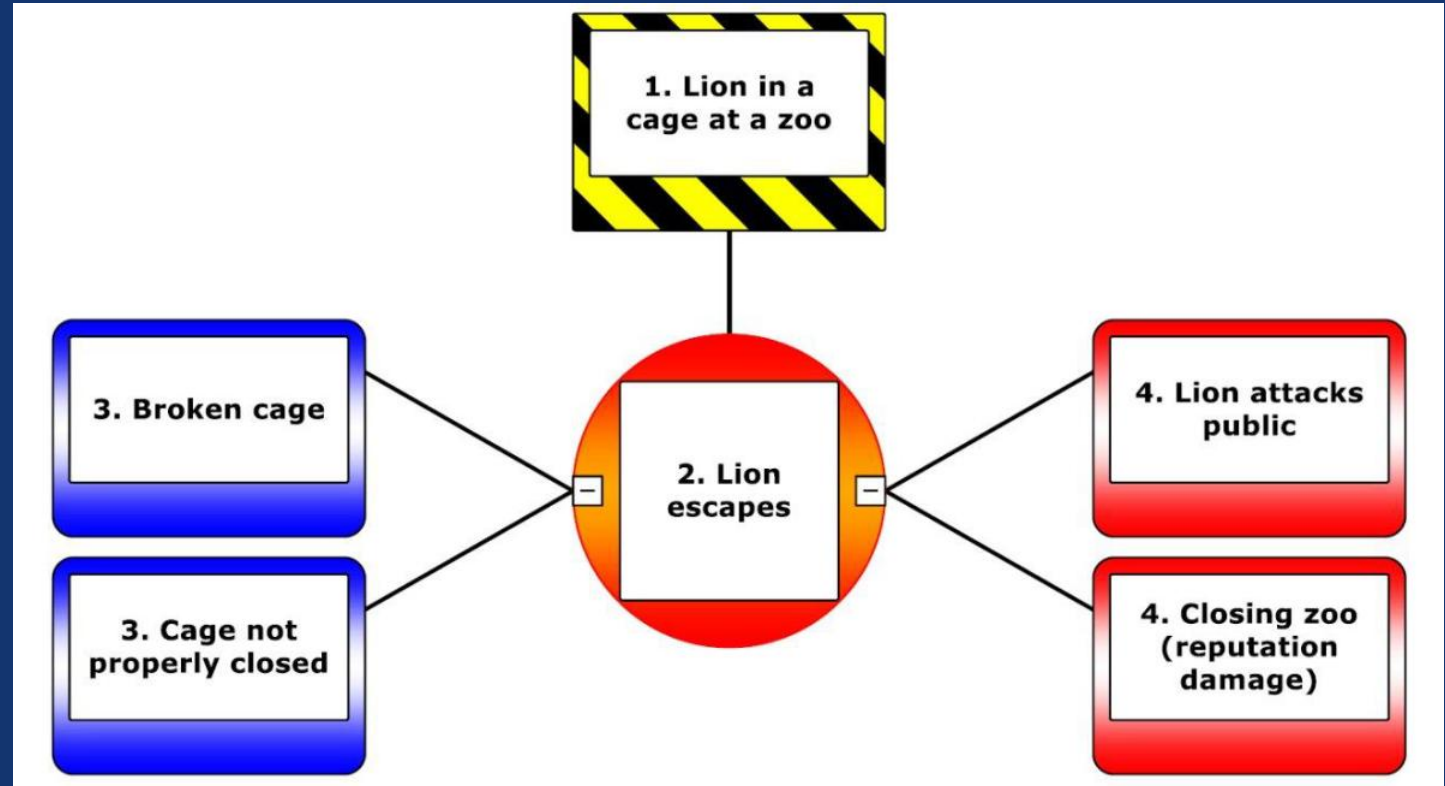 1. Lion in a
cage at a zoo
3. Broken cage
3. Cage not
properly closed
2. Lion
escapes
4. Lion attacks
public
4. Closing zoo
(reputation
damage)